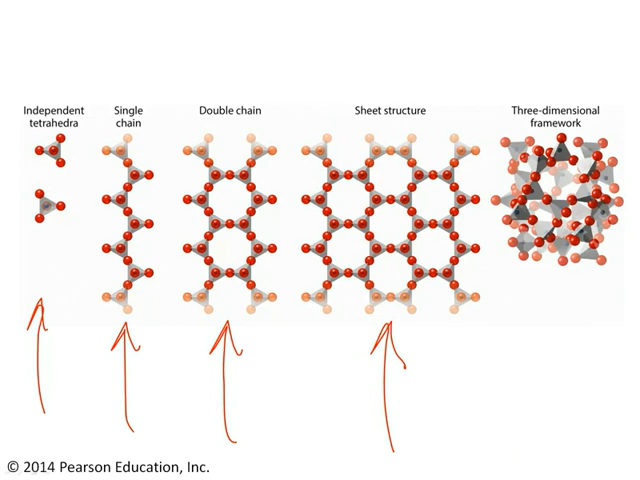 Independent
tetrahedra
Single
chain
Double chain
Sheet structure
Three-dimensional
framework
© 2014 Pearson Education, Inc.